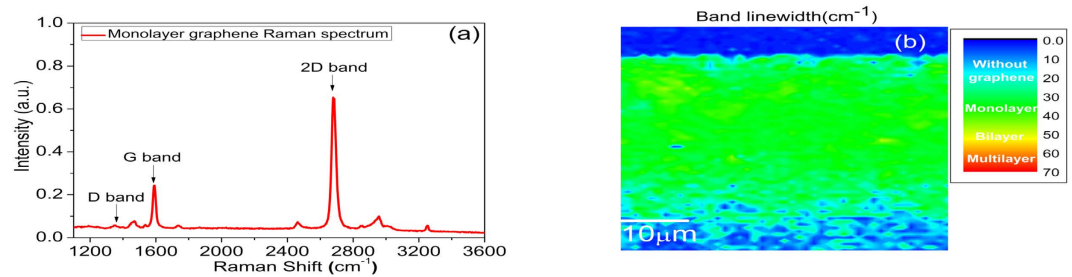 Monolayer graphene Raman spectrum
(a)
2D band
G band
D band
Intensity (a.u.)
1.0
0.8
0.6
0.4
0.2
0.0
1200 1600 2000 2400 2800 3200 3600
Raman Shift (cm⁻¹)
Band linewidth(cm⁻¹)
(b)
10μm
0.0
10
20
30
40
50
60
70
Without
graphene
Monolayer
Bilayer
Multilayer